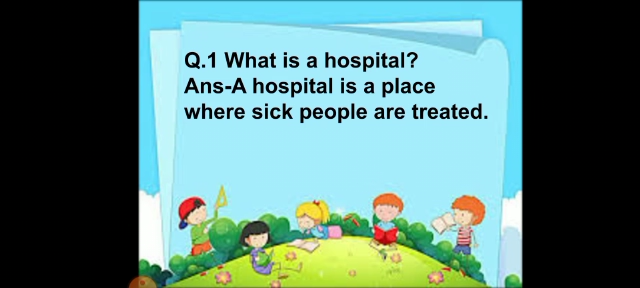 Q.1 What is a hospital?
Ans-A hospital is a place
where sick people are treated.